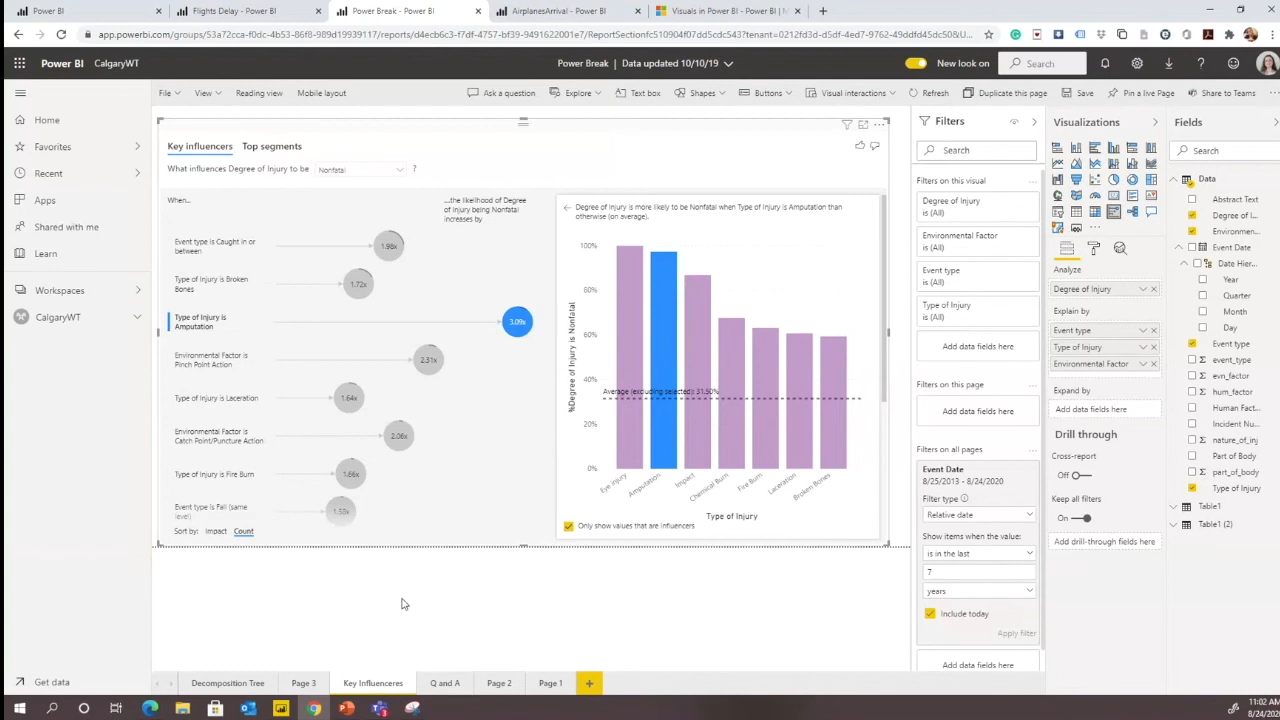 Power BI
Flights Delay - Power BI
Power Break - Power BI
AirplanesArrival - Power BI
Visuals in Power BI - Power BI | M
app.powerbi.com/groups/
Power BI
CalgaryWT
Power Break | Data updated 10/10/19
New look on
Search
File
View
Reading view
Mobile layout
Ask a question
Explore
Text box
Shapes
Buttons
Visual interactions
Refresh
Duplicate this page
Save
Pin a live Page
Share to Teams
Home
Favorites
Recent
Apps
Shared with me
Learn
Workspaces
CalgaryWT
Get data
Key influencers
Top segments
What influences Degree of Injury to be
Nonfatal
?
When...
...the likelihood of Degree
of Injury being Nonfatal
increases by
Event type is Caught in or
between
1.98x
Type of Injury is Broken
Bones
1.72x
Type of Injury is
Amputation
3.09x
Environmental Factor is
Pinch Point Action
2.31x
Type of Injury is Laceration
1.64x
Environmental Factor is
Catch Point/Puncture Action
2.06x
Type of Injury is Fire Burn
1.66x
Event type is Fall (same
level)
Sort by:
Impact
Count
Degree of Injury is more likely to be Nonfatal when Type of Injury is Amputation than
otherwise (on average).
%Degree of Injury is Nonfatal
100%
80%
60%
40%
20%
0%
Average (excluding selected): 31.50%
Eye Injury
Amputation
Impact
Chemical Burn
Fire Burn
Laceration
Broken Bones
Type of Injury
Only show values that are influencers
Decomposition Tree
Page 3
Key Influenceres
Q and A
Page 2
Page 1
Filters
Search
Filters on this visual
Degree of Injury
is (All)
Environmental Factor
is (All)
Event type
is (All)
Type of Injury
is (All)
Add data fields here
Filters on this page
Add data fields here
Filters on all pages
Event Date
8/25/2013 - 8/24/2020
Filter type
Relative date
Show items when the value:
is in the last
7
years
Include today
Apply filter
Add data fields here
Visualizations
Analyze
Degree of Injury
Explain by
Event type
Type of Injury
Environmental Factor
Expand by
Add data fields here
Drill through
Cross-report
Off
Keep all filters
On
Add drill-through fields here
Fields
Search
Data
Abstract Text
Degree of I...
Environmen...
Event Date
Date Hier...
Year
Quarter
Month
Day
Event type
event_type
evn_factor
hum_factor
Human Fact...
Incident Nu...
nature_of_inj
Part of Body
part_of_body
Type of Injury
Table1
Table1 (2)
11:02 AM
8/24/202